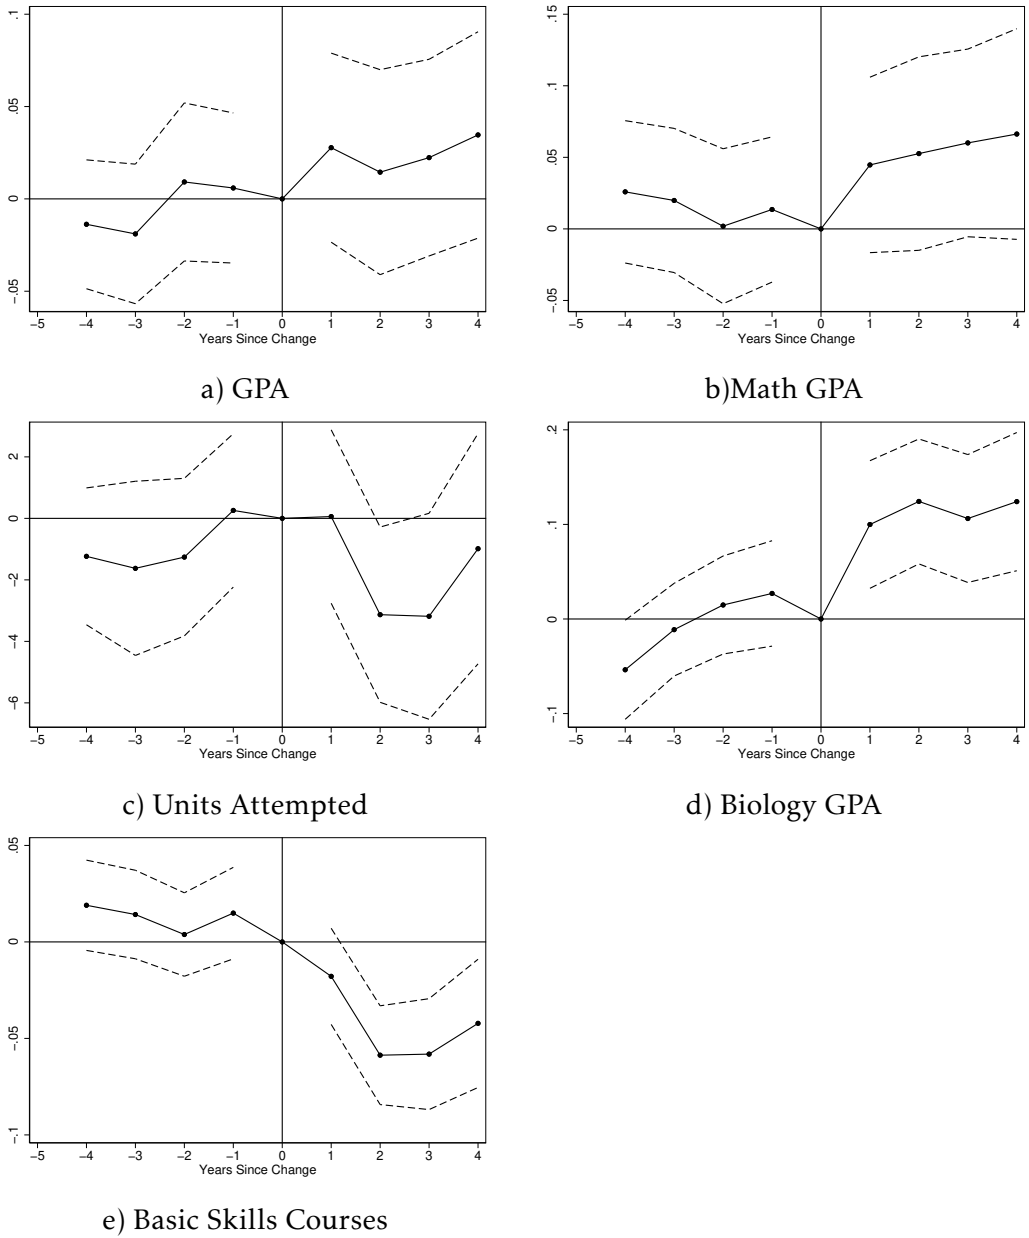 .1
.05
0
-.05
−5 −4 −3 −2 −1 0 1 2 3 4
Years Since Change
a) GPA
.15
.1
.05
0
-.05
−5 −4 −3 −2 −1 0 1 2 3 4
Years Since Change
b)Math GPA
.2
0
-.2
-.4
-.6
−5 −4 −3 −2 −1 0 1 2 3 4
Years Since Change
c) Units Attempted
.2
.1
0
-.1
−5 −4 −3 −2 −1 0 1 2 3 4
Years Since Change
d) Biology GPA
.05
0
-.05
-.1
−5 −4 −3 −2 −1 0 1 2 3 4
Years Since Change
e) Basic Skills Courses